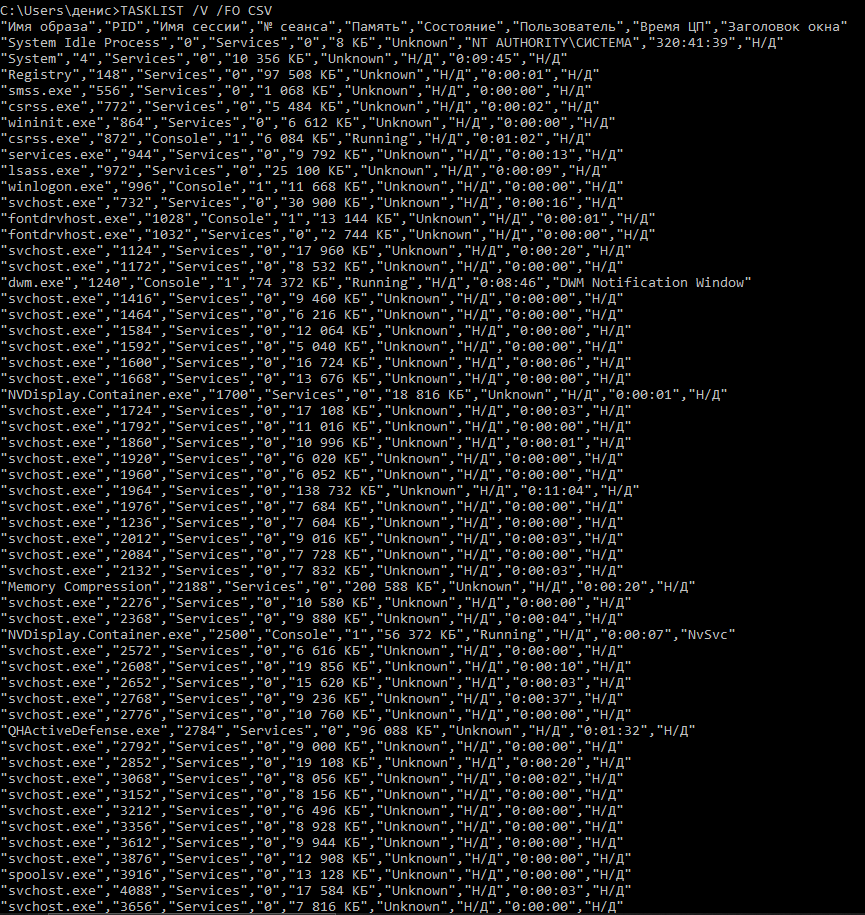 C:\Users\денис>TASKLIST /V /FO CSV
"Имя образа","PID","Имя сессии","№ сеанса","Память","Состояние","Пользователь","Время ЦП","Заголовок окна"
"System Idle Process","0","Services","0","8 КБ","Unknown","NT AUTHORITY\СИСТЕМА","320:41:39","Н/Д"
"System","4","Services","0","10 356 КБ","Unknown","Н/Д","0:09:45","Н/Д"
"Registry","148","Services","0","97 508 КБ","Unknown","Н/Д","0:00:01","Н/Д"
"smss.exe","556","Services","0","1 068 КБ","Unknown","Н/Д","0:00:00","Н/Д"
"csrss.exe","772","Services","0","5 484 КБ","Unknown","Н/Д","0:00:02","Н/Д"
"wininit.exe","864","Services","0","6 612 КБ","Unknown","Н/Д","0:00:00","Н/Д"
"csrss.exe","872","Console","1","6 084 КБ","Running","Н/Д","0:01:02","Н/Д"
"services.exe","944","Services","0","9 792 КБ","Unknown","Н/Д","0:00:13","Н/Д"
"lsass.exe","972","Services","0","25 100 КБ","Unknown","Н/Д","0:00:09","Н/Д"
"winlogon.exe","996","Console","1","11 668 КБ","Unknown","Н/Д","0:00:00","Н/Д"
"svchost.exe","732","Services","0","30 900 КБ","Unknown","Н/Д","0:00:16","Н/Д"
"fontdrvhost.exe","1028","Console","1","13 144 КБ","Unknown","Н/Д","0:00:01","Н/Д"
"fontdrvhost.exe","1032","Services","0","2 744 КБ","Unknown","Н/Д","0:00:00","Н/Д"
"svchost.exe","1124","Services","0","17 960 КБ","Unknown","Н/Д","0:00:20","Н/Д"
"svchost.exe","1172","Services","0","8 532 КБ","Unknown","Н/Д","0:00:00","Н/Д"
"dwm.exe","1240","Console","1","74 372 КБ","Running","Н/Д","0:08:46","DWM Notification Window"
"svchost.exe","1416","Services","0","9 460 КБ","Unknown","Н/Д","0:00:00","Н/Д"
"svchost.exe","1464","Services","0","6 216 КБ","Unknown","Н/Д","0:00:00","Н/Д"
"svchost.exe","1584","Services","0","12 064 КБ","Unknown","Н/Д","0:00:00","Н/Д"
"svchost.exe","1592","Services","0","5 040 КБ","Unknown","Н/Д","0:00:00","Н/Д"
"svchost.exe","1600","Services","0","16 724 КБ","Unknown","Н/Д","0:00:06","Н/Д"
"svchost.exe","1668","Services","0","13 676 КБ","Unknown","Н/Д","0:00:00","Н/Д"
"NVDisplay.Container.exe","1700","Services","0","18 816 КБ","Unknown","Н/Д","0:00:01","Н/Д"
"svchost.exe","1724","Services","0","17 108 КБ","Unknown","Н/Д","0:00:03","Н/Д"
"svchost.exe","1792","Services","0","11 016 КБ","Unknown","Н/Д","0:00:00","Н/Д"
"svchost.exe","1860","Services","0","10 996 КБ","Unknown","Н/Д","0:00:01","Н/Д"
"svchost.exe","1920","Services","0","6 020 КБ","Unknown","Н/Д","0:00:00","Н/Д"
"svchost.exe","1960","Services","0","6 052 КБ","Unknown","Н/Д","0:00:00","Н/Д"
"svchost.exe","1964","Services","0","138 732 КБ","Unknown","Н/Д","0:11:04","Н/Д"
"svchost.exe","1976","Services","0","7 684 КБ","Unknown","Н/Д","0:00:00","Н/Д"
"svchost.exe","1236","Services","0","7 604 КБ","Unknown","Н/Д","0:00:00","Н/Д"
"svchost.exe","2012","Services","0","9 016 КБ","Unknown","Н/Д","0:00:03","Н/Д"
"svchost.exe","2084","Services","0","7 728 КБ","Unknown","Н/Д","0:00:00","Н/Д"
"svchost.exe","2132","Services","0","7 832 КБ","Unknown","Н/Д","0:00:03","Н/Д"
"Memory Compression","2188","Services","0","200 588 КБ","Unknown","Н/Д","0:00:20","Н/Д"
"svchost.exe","2276","Services","0","10 580 КБ","Unknown","Н/Д","0:00:00","Н/Д"
"svchost.exe","2368","Services","0","9 880 КБ","Unknown","Н/Д","0:00:04","Н/Д"
"NVDisplay.Container.exe","2500","Console","1","56 372 КБ","Running","Н/Д","0:00:07","NvSvc"
"svchost.exe","2572","Services","0","6 616 КБ","Unknown","Н/Д","0:00:00","Н/Д"
"svchost.exe","2608","Services","0","19 856 КБ","Unknown","Н/Д","0:00:10","Н/Д"
"svchost.exe","2652","Services","0","15 620 КБ","Unknown","Н/Д","0:00:03","Н/Д"
"svchost.exe","2768","Services","0","9 236 КБ","Unknown","Н/Д","0:00:37","Н/Д"
"svchost.exe","2776","Services","0","10 760 КБ","Unknown","Н/Д","0:00:00","Н/Д"
"QHActiveDefense.exe","2784","Services","0","96 088 КБ","Unknown","Н/Д","0:01:32","Н/Д"
"svchost.exe","2792","Services","0","9 000 КБ","Unknown","Н/Д","0:00:00","Н/Д"
"svchost.exe","2852","Services","0","19 108 КБ","Unknown","Н/Д","0:00:20","Н/Д"
"svchost.exe","3068","Services","0","8 056 КБ","Unknown","Н/Д","0:00:02","Н/Д"
"svchost.exe","3152","Services","0","8 156 КБ","Unknown","Н/Д","0:00:00","Н/Д"
"svchost.exe","3212","Services","0","6 496 КБ","Unknown","Н/Д","0:00:00","Н/Д"
"svchost.exe","3356","Services","0","8 928 КБ","Unknown","Н/Д","0:00:00","Н/Д"
"svchost.exe","3612","Services","0","9 944 КБ","Unknown","Н/Д","0:00:00","Н/Д"
"svchost.exe","3876","Services","0","12 908 КБ","Unknown","Н/Д","0:00:00","Н/Д"
"spoolsv.exe","3916","Services","0","13 128 КБ","Unknown","Н/Д","0:00:00","Н/Д"
"svchost.exe","4088","Services","0","17 584 КБ","Unknown","Н/Д","0:00:03","Н/Д"
"svchost.exe","3656","Services","0","7 816 КБ","Unknown","Н/Д","0:00:00","Н/Д"